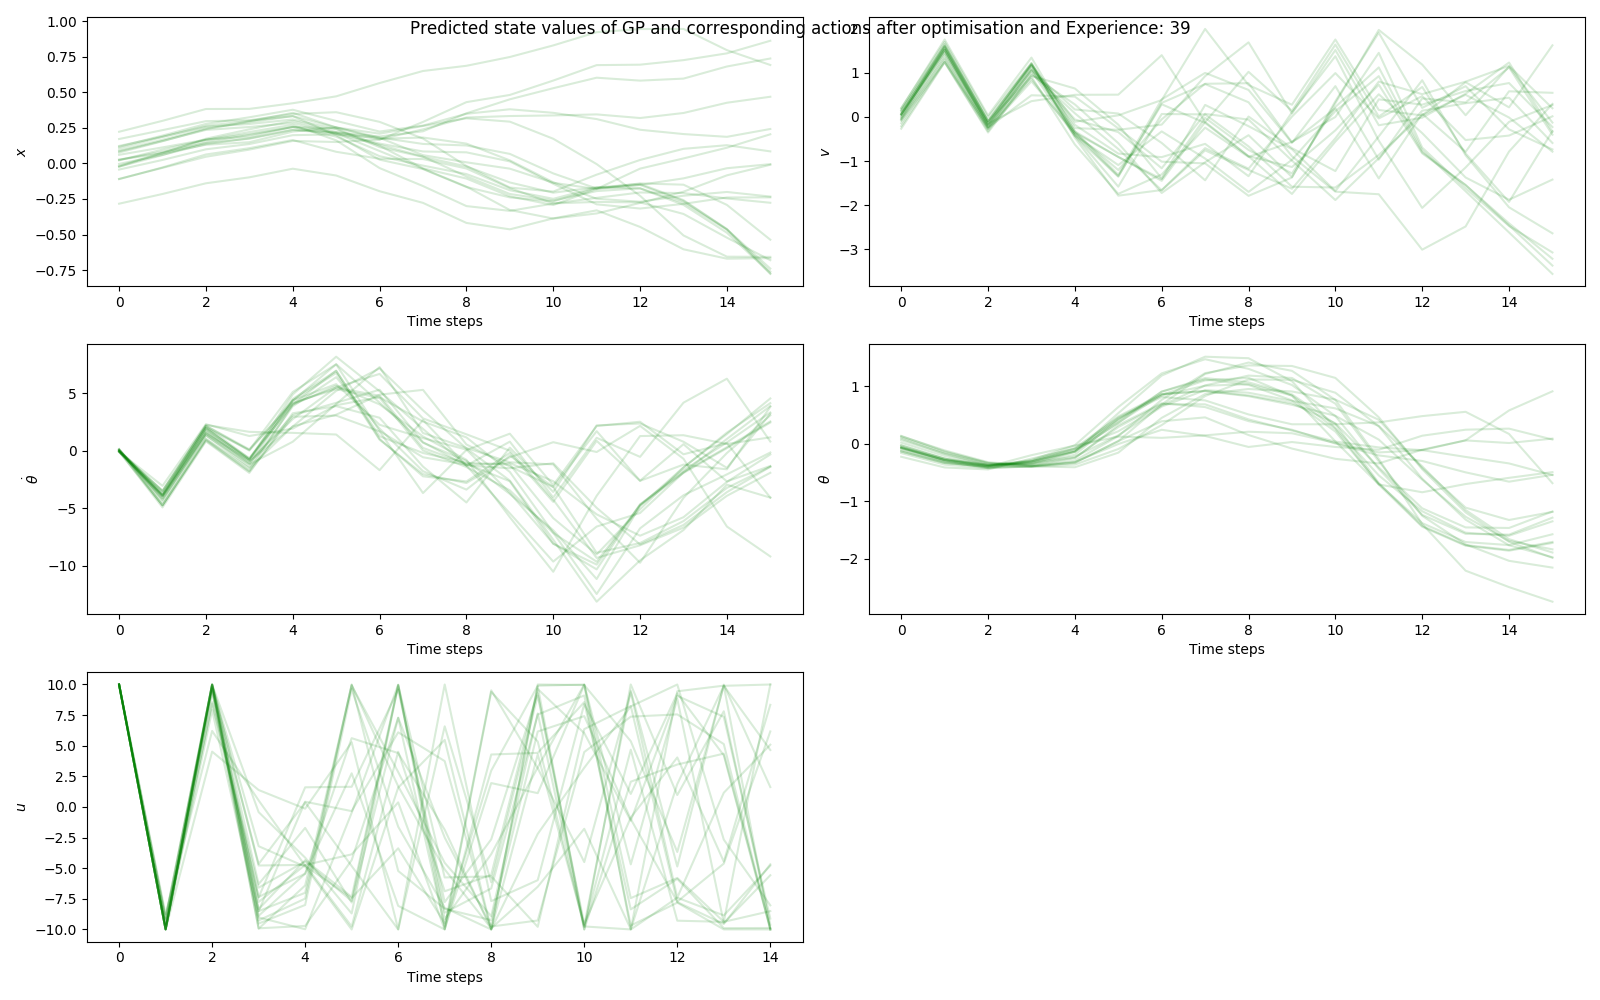 Predicted state values of GP and corresponding actions after optimisation and Experience: 39
1.00
0.75
0.50
0.25
0.00
−0.25
−0.50
−0.75
x
0 2 4 6 8 10 12 14
Time steps
2
1
0
−1
−2
−3
v
0 2 4 6 8 10 12 14
Time steps
5
0
−5
−10
θ̇
0 2 4 6 8 10 12 14
Time steps
1
0
−1
−2
θ
0 2 4 6 8 10 12 14
Time steps
10.0
7.5
5.0
2.5
0.0
−2.5
−5.0
−7.5
−10.0
u
0 2 4 6 8 10 12 14
Time steps